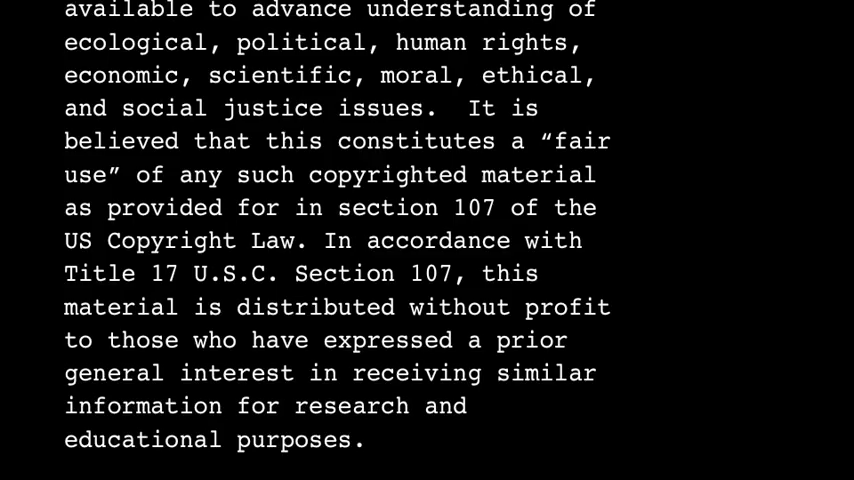 available to advance understanding of
ecological, political, human rights,
economic, scientific, moral, ethical,
and social justice issues.  It is
believed that this constitutes a “fair
use” of any such copyrighted material
as provided for in section 107 of the
US Copyright Law. In accordance with
Title 17 U.S.C. Section 107, this
material is distributed without profit
to those who have expressed a prior
general interest in receiving similar
information for research and
educational purposes.